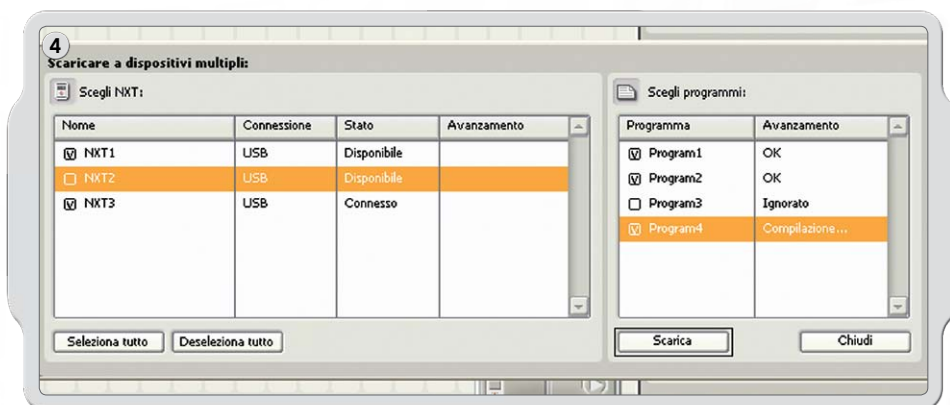 4
Scaricare a dispositivi multipli:
Scegli NXT:
Nome Connessione Stato Avanzamento
NXT1 USB Disponibile
NXT2 USB Disponibile
NXT3 USB Connesso
Seleziona tutto Deseleziona tutto
Scegli programmi:
Programma Avanzamento
Program1 OK
Program2 OK
Program3 Ignorato
Program4 Compilazione...
Scarica Chiudi